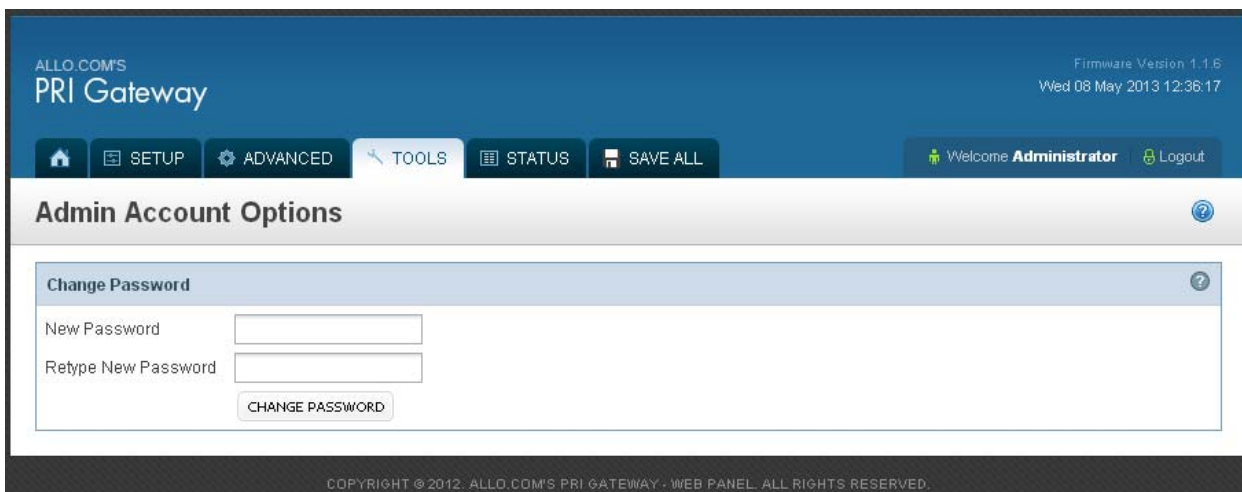 ALLO.COM'S
PRI Gateway
Firmware Version 1.1.6
Wed 08 May 2013 12:36:17
SETUP
ADVANCED
TOOLS
STATUS
SAVE ALL
Welcome Administrator
Logout
Admin Account Options
Change Password
New Password
Retype New Password
CHANGE PASSWORD
COPYRIGHT © 2012. ALLO.COM'S PRI GATEWAY - WEB PANEL. ALL RIGHTS RESERVED.